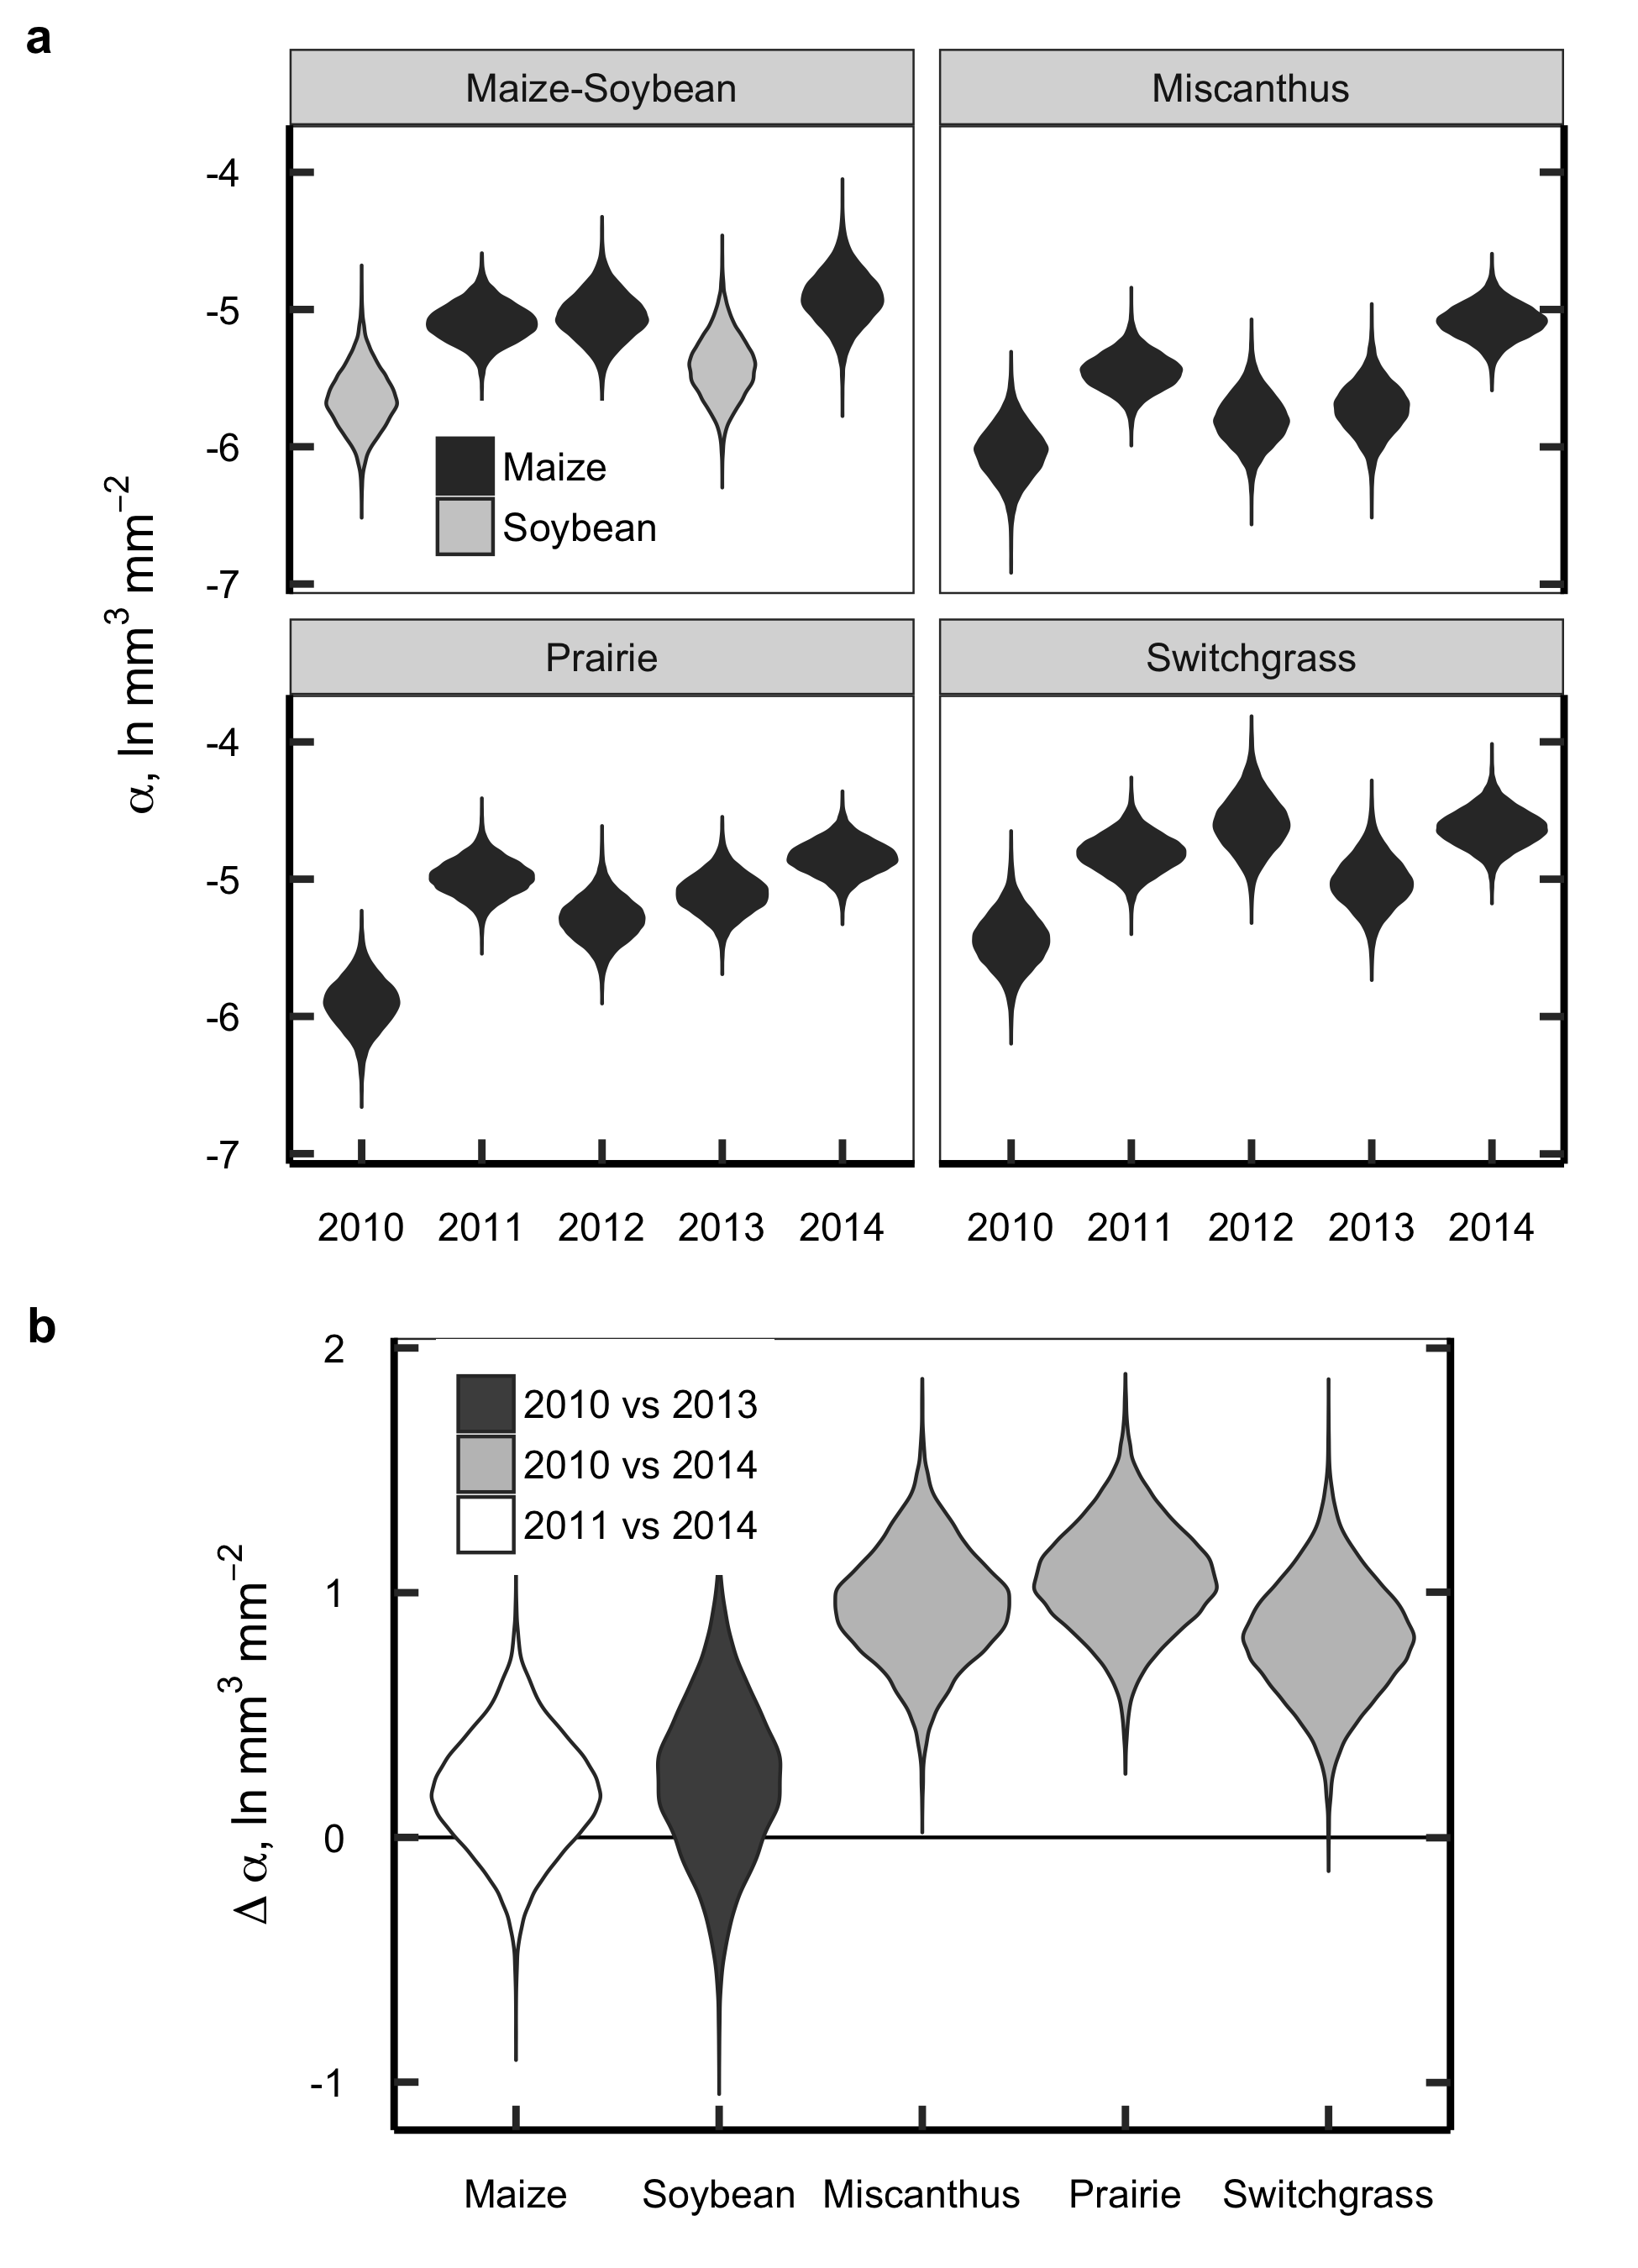 a
Maize-Soybean
Miscanthus
-4
-5
-6
-7
Maize
Soybean
α, ln mm³ mm⁻²
Prairie
Switchgrass
-4
-5
-6
-7
2010 2011 2012 2013 2014
2010 2011 2012 2013 2014
b
2
1
0
-1
2010 vs 2013
2010 vs 2014
2011 vs 2014
Δ α, ln mm³ mm⁻²
Maize Soybean Miscanthus Prairie Switchgrass